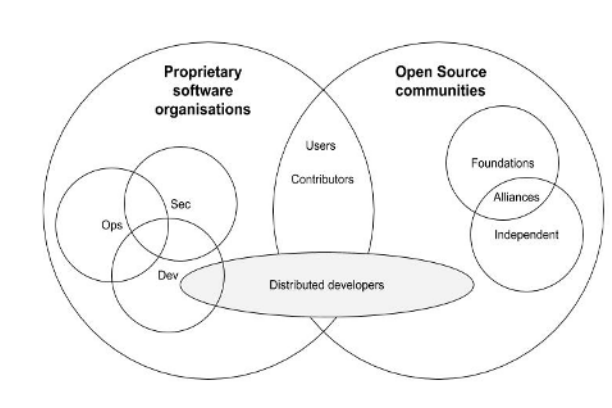 Proprietary
software
organisations
Open Source
communities
Users
Contributors
Foundations
Alliances
Independent
Sec
Ops
Dev
Distributed developers